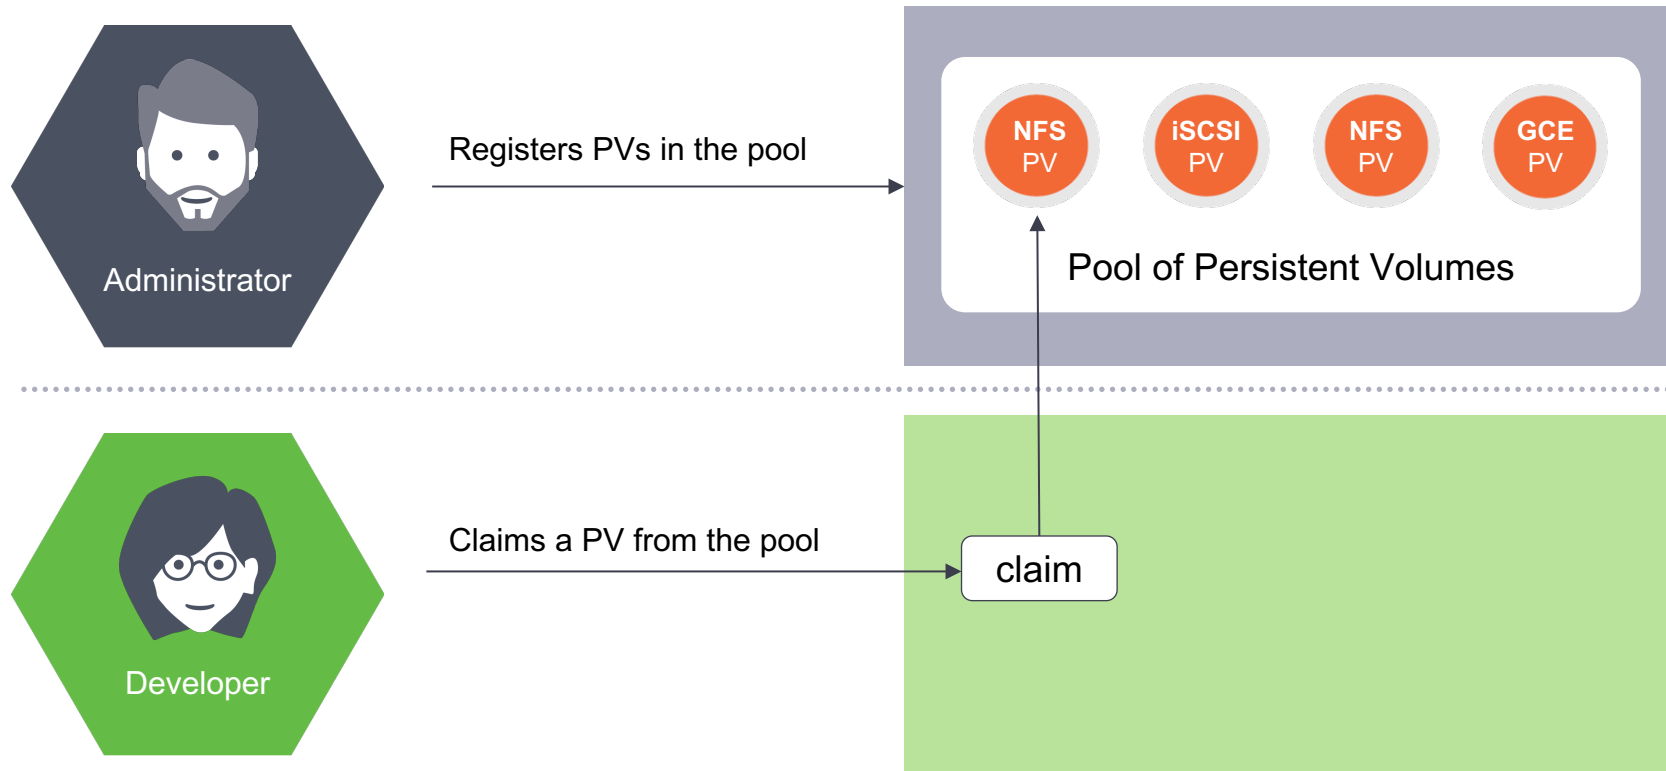 Administrator
Registers PVs in the pool
NFS
PV
iSCSI
PV
NFS
PV
GCE
PV
Pool of Persistent Volumes
Developer
Claims a PV from the pool
claim